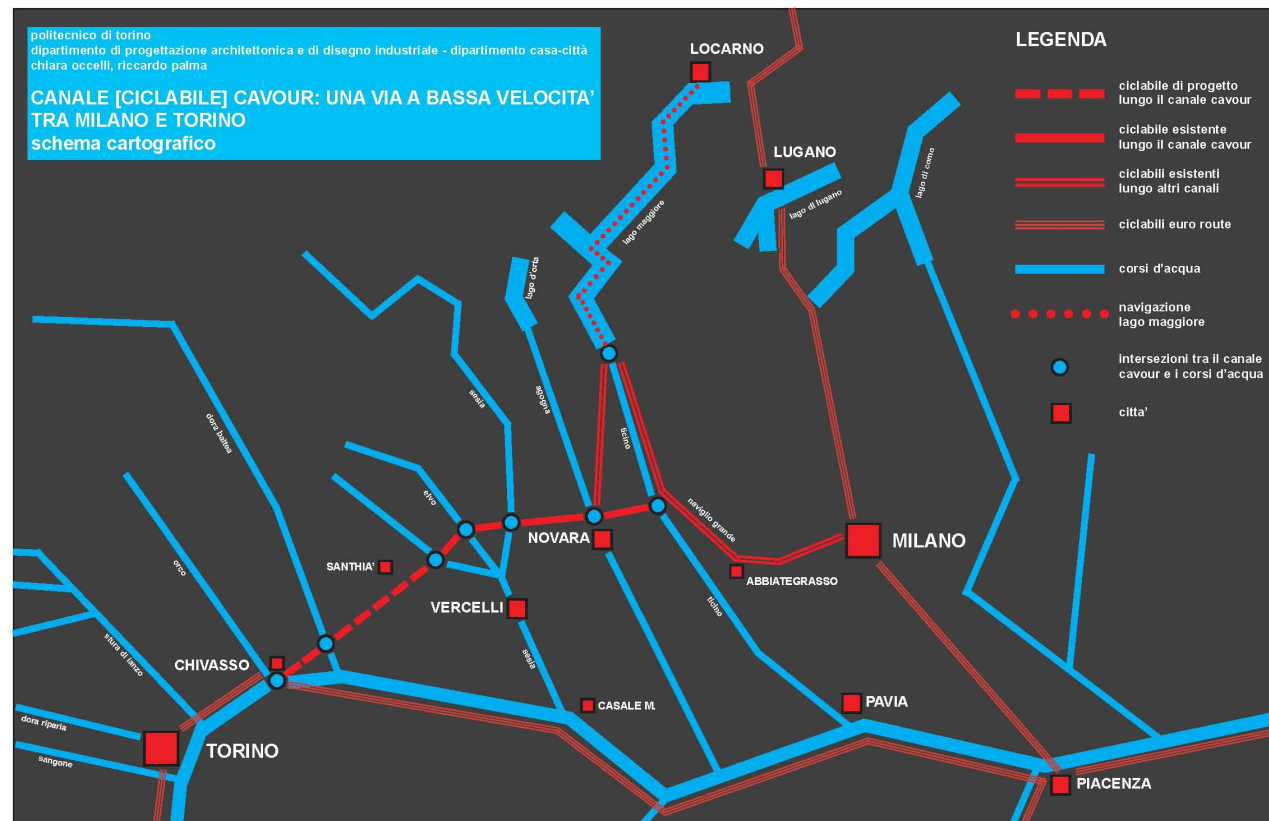 politecnico di torino
dipartimento di progettazione architettonica e di disegno industriale - dipartimento casa-città
chiara occelli, riccardo palma
CANALE [CICLABILE] CAVOUR: UNA VIA A BASSA VELOCITA'
TRA MILANO E TORINO
schema cartografico
LEGENDA
ciclabile di progetto
lungo il canale cavour
ciclabile esistente
lungo il canale cavour
ciclabili esistenti
lungo altri canali
ciclabili euro route
corsi d'acqua
navigazione
lago maggiore
intersezioni tra il canale
cavour e i corsi d'acqua
citta'
LOCARNO
LUGANO
lago di como
lago di lugano
lago maggiore
lago d'orta
sesia
agogna
ticino
dora baltea
elvo
naviglio grande
NOVARA
MILANO
SANTHIA'
ABBIATEGRASSO
orco
VERCELLI
ticino
stura di lanzo
sesia
CHIVASSO
CASALE M.
PAVIA
dora riparia
TORINO
sangone
PIACENZA